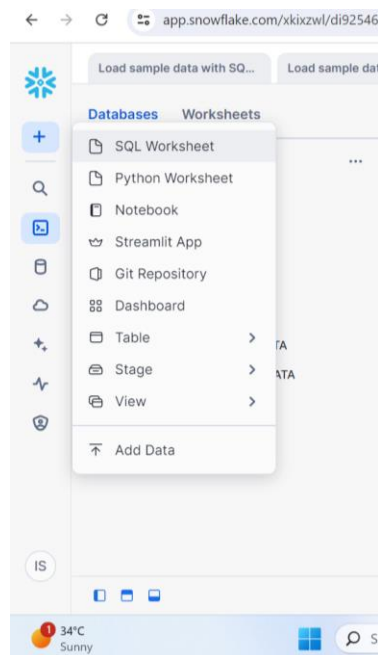 app.snowflake.com/xkixzwl/di92546
Load sample data with SQ... Load sample dat
Databases Worksheets
SQL Worksheet
...
Python Worksheet
Notebook
Streamlit App
Git Repository
Dashboard
Table
TA
Stage
ATA
View
Add Data
IS
1
34°C
Sunny
S